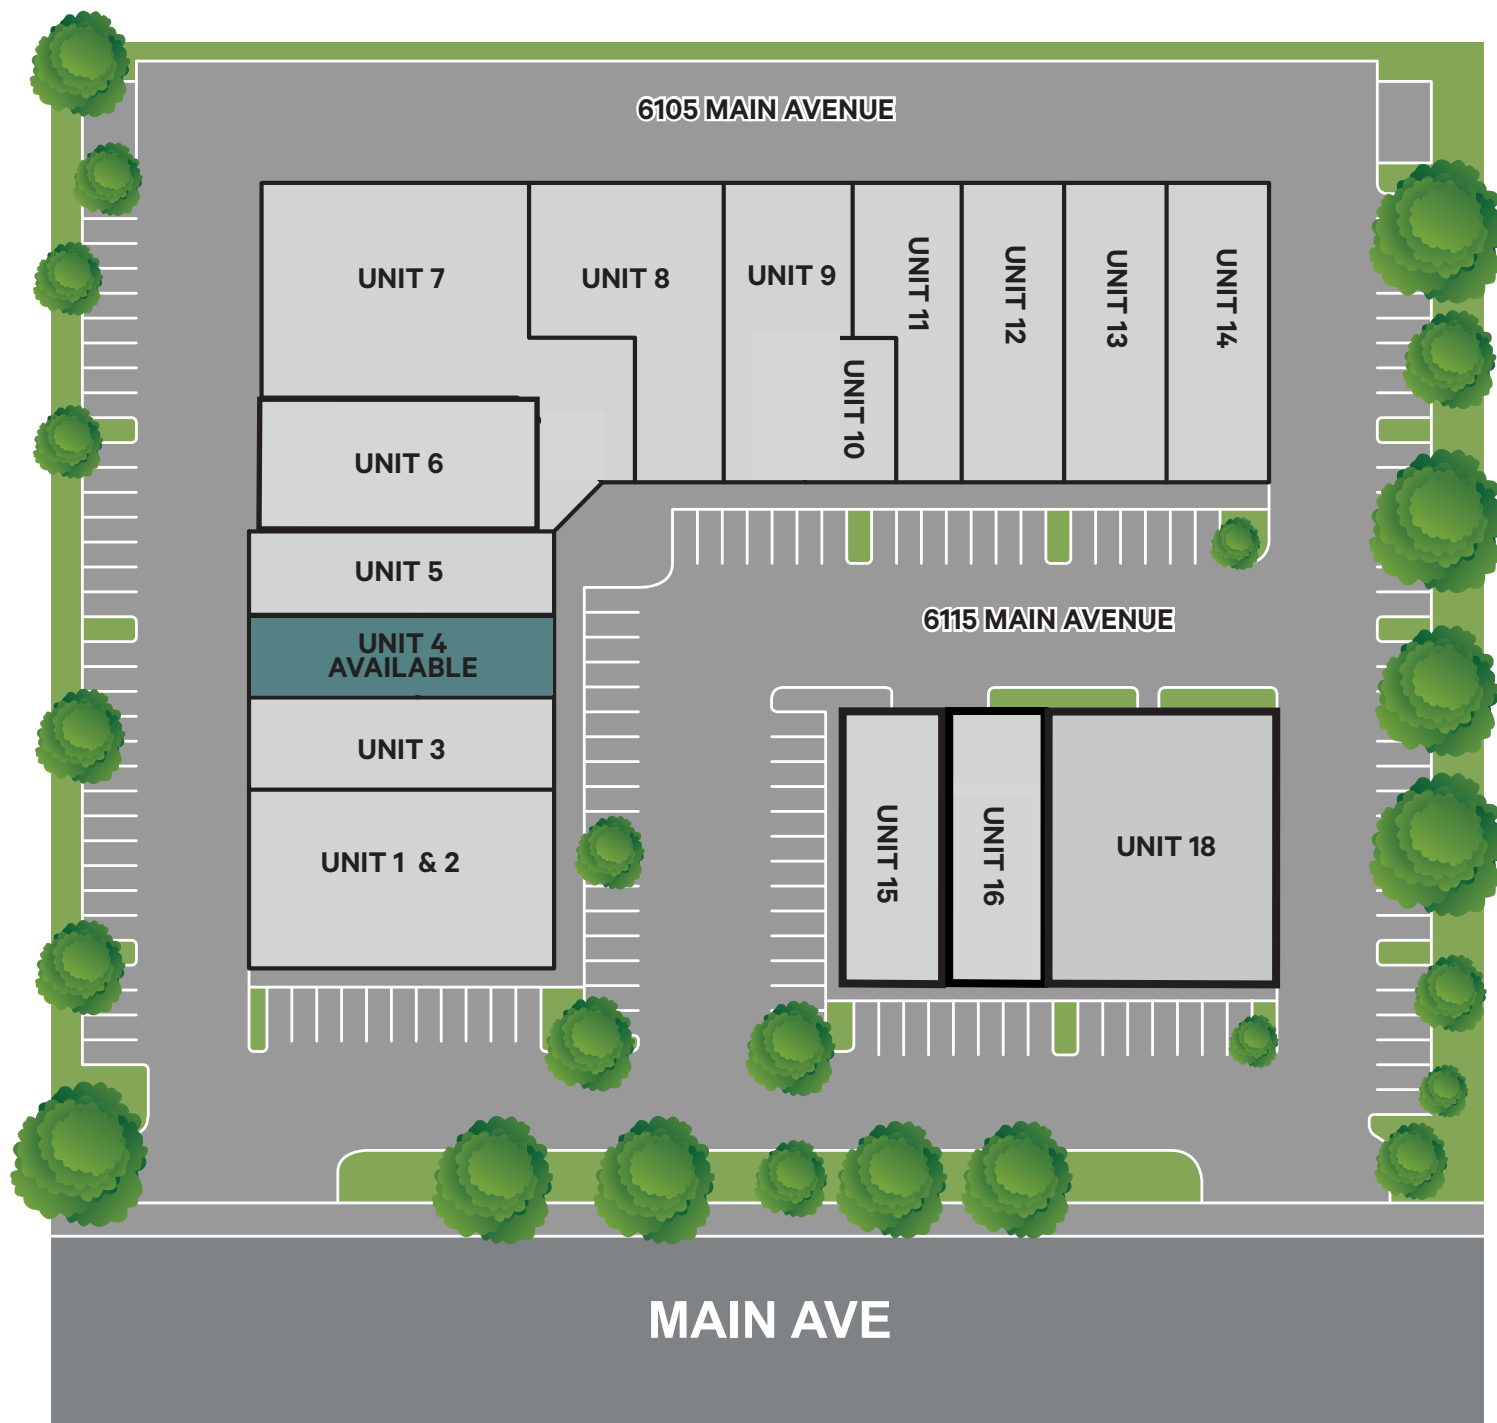 6105 MAIN AVENUE
UNIT 7
UNIT 8
UNIT 9
UNIT 10
UNIT 11
UNIT 12
UNIT 13
UNIT 14
UNIT 6
UNIT 5
UNIT 4
AVAILABLE
UNIT 3
UNIT 1 & 2
6115 MAIN AVENUE
UNIT 15
UNIT 16
UNIT 18
MAIN AVE